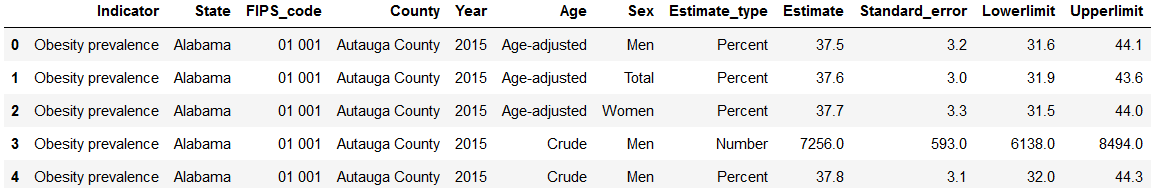 Indicator State FIPS_code County Year Age Sex Estimate_type Estimate Standard_error Lowerlimit Upperlimit
0 Obesity prevalence Alabama 01 001 Autauga County 2015 Age-adjusted Men Percent 37.5 3.2 31.6 44.1
1 Obesity prevalence Alabama 01 001 Autauga County 2015 Age-adjusted Total Percent 37.6 3.0 31.9 43.6
2 Obesity prevalence Alabama 01 001 Autauga County 2015 Age-adjusted Women Percent 37.7 3.3 31.5 44.0
3 Obesity prevalence Alabama 01 001 Autauga County 2015 Crude Men Number 7256.0 593.0 6138.0 8494.0
4 Obesity prevalence Alabama 01 001 Autauga County 2015 Crude Men Percent 37.8 3.1 32.0 44.3